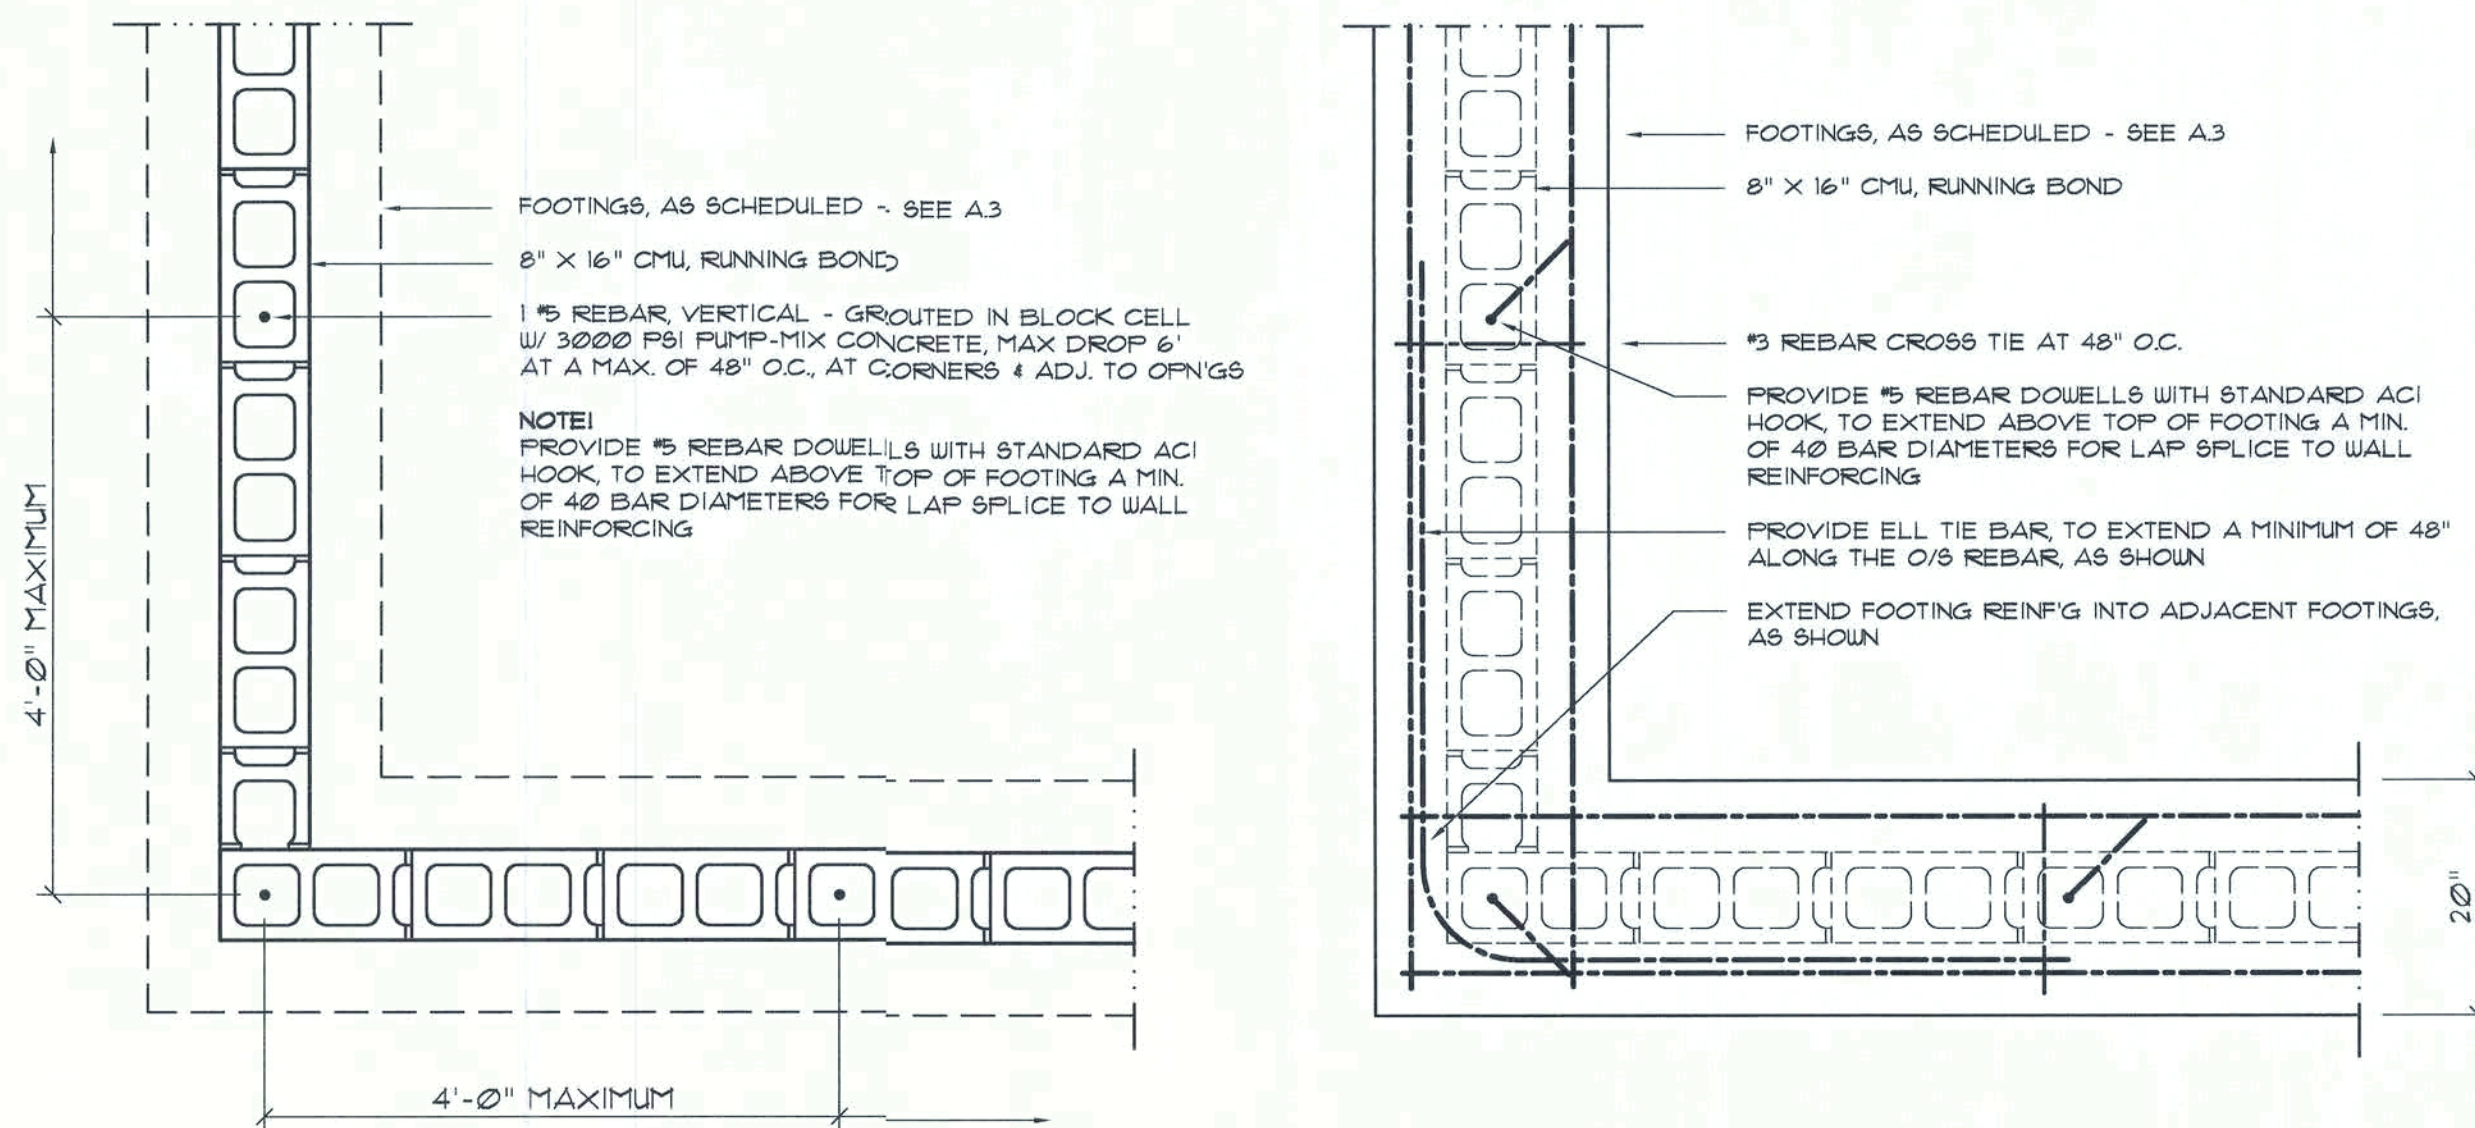 FOOTINGS, AS SCHEDULED - SEE A.3
8" X 16" CMU, RUNNING BOND
1 #5 REBAR, VERTICAL - GROUTED IN BLOCK CELL
W/ 3000 PSI PUMP-MIX CONCRETE, MAX DROP 6'
AT A MAX. OF 48" O.C., AT CORNERS & ADJ. TO OPN'GS
NOTE!
PROVIDE #5 REBAR DOWELLS WITH STANDARD ACI
HOOK, TO EXTEND ABOVE TOP OF FOOTING A MIN.
OF 40 BAR DIAMETERS FOR LAP SPLICE TO WALL
REINFORCING
4'-0" MAXIMUM
4'-0" MAXIMUM
FOOTINGS, AS SCHEDULED - SEE A.3
8" X 16" CMU, RUNNING BOND
#3 REBAR CROSS TIE AT 48" O.C.
PROVIDE #5 REBAR DOWELLS WITH STANDARD ACI
HOOK, TO EXTEND ABOVE TOP OF FOOTING A MIN.
OF 40 BAR DIAMETERS FOR LAP SPLICE TO WALL
REINFORCING
PROVIDE ELL TIE BAR, TO EXTEND A MINIMUM OF 48"
ALONG THE O/S REBAR, AS SHOWN
EXTEND FOOTING REINF'G INTO ADJACENT FOOTINGS,
AS SHOWN
20"